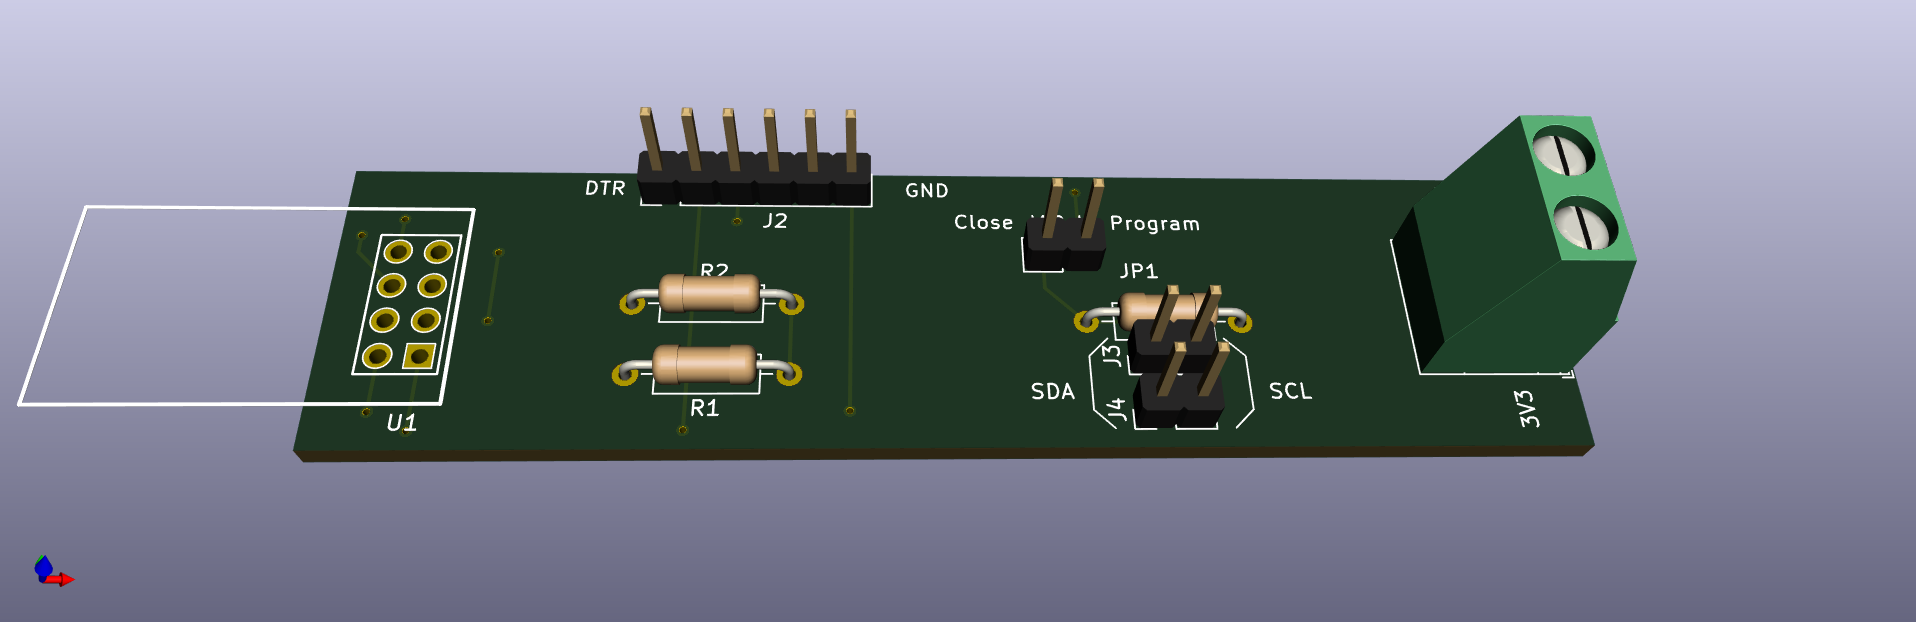 DTR
GND
J2
Close
Program
R2
JP1
J3
SDA
SCL
J4
R1
U1
3V3